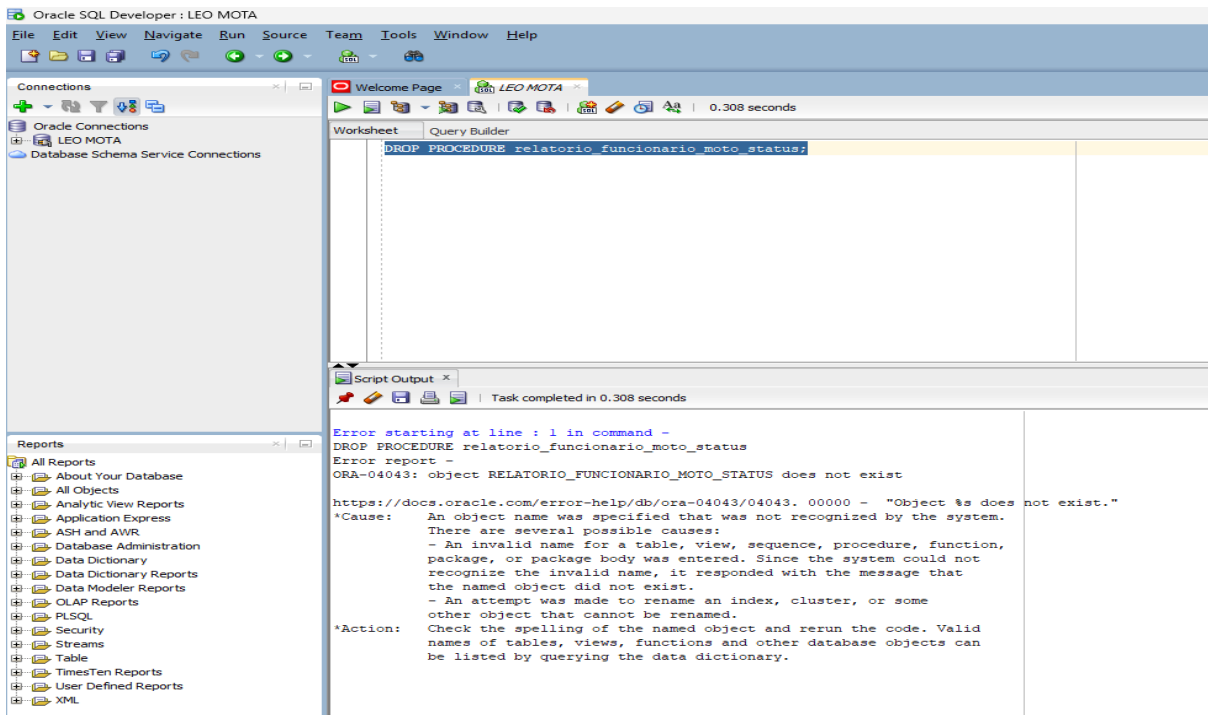 Oracle SQL Developer : LEO MOTA
File Edit View Navigate Run Source Team Tools Window Help
Connections
Oracle Connections
LEO MOTA
Database Schema Service Connections
Welcome Page
LEO MOTA
0.308 seconds
Worksheet Query Builder
DROP PROCEDURE relatorio_funcionario_moto_status;
Script Output
Task completed in 0.308 seconds
Error starting at line : 1 in command -
DROP PROCEDURE relatorio_funcionario_moto_status
Error report -
ORA-04043: object RELATORIO_FUNCIONARIO_MOTO_STATUS does not exist
https://docs.oracle.com/error-help/db/ora-04043/04043. 00000 - "Object %s does not exist."
*Cause: An object name was specified that was not recognized by the system.
There are several possible causes:
- An invalid name for a table, view, sequence, procedure, function,
package, or package body was entered. Since the system could not
recognize the invalid name, it responded with the message that
the named object did not exist.
- An attempt was made to rename an index, cluster, or some
other object that cannot be renamed.
*Action: Check the spelling of the named object and rerun the code. Valid
names of tables, views, functions and other database objects can
be listed by querying the data dictionary.
Reports
All Reports
About Your Database
All Objects
Analytic View Reports
Application Express
ASH and AWR
Database Administration
Data Dictionary
Data Dictionary Reports
Data Modeler Reports
OLAP Reports
PLSQL
Security
Streams
Table
TimesTen Reports
User Defined Reports
XML